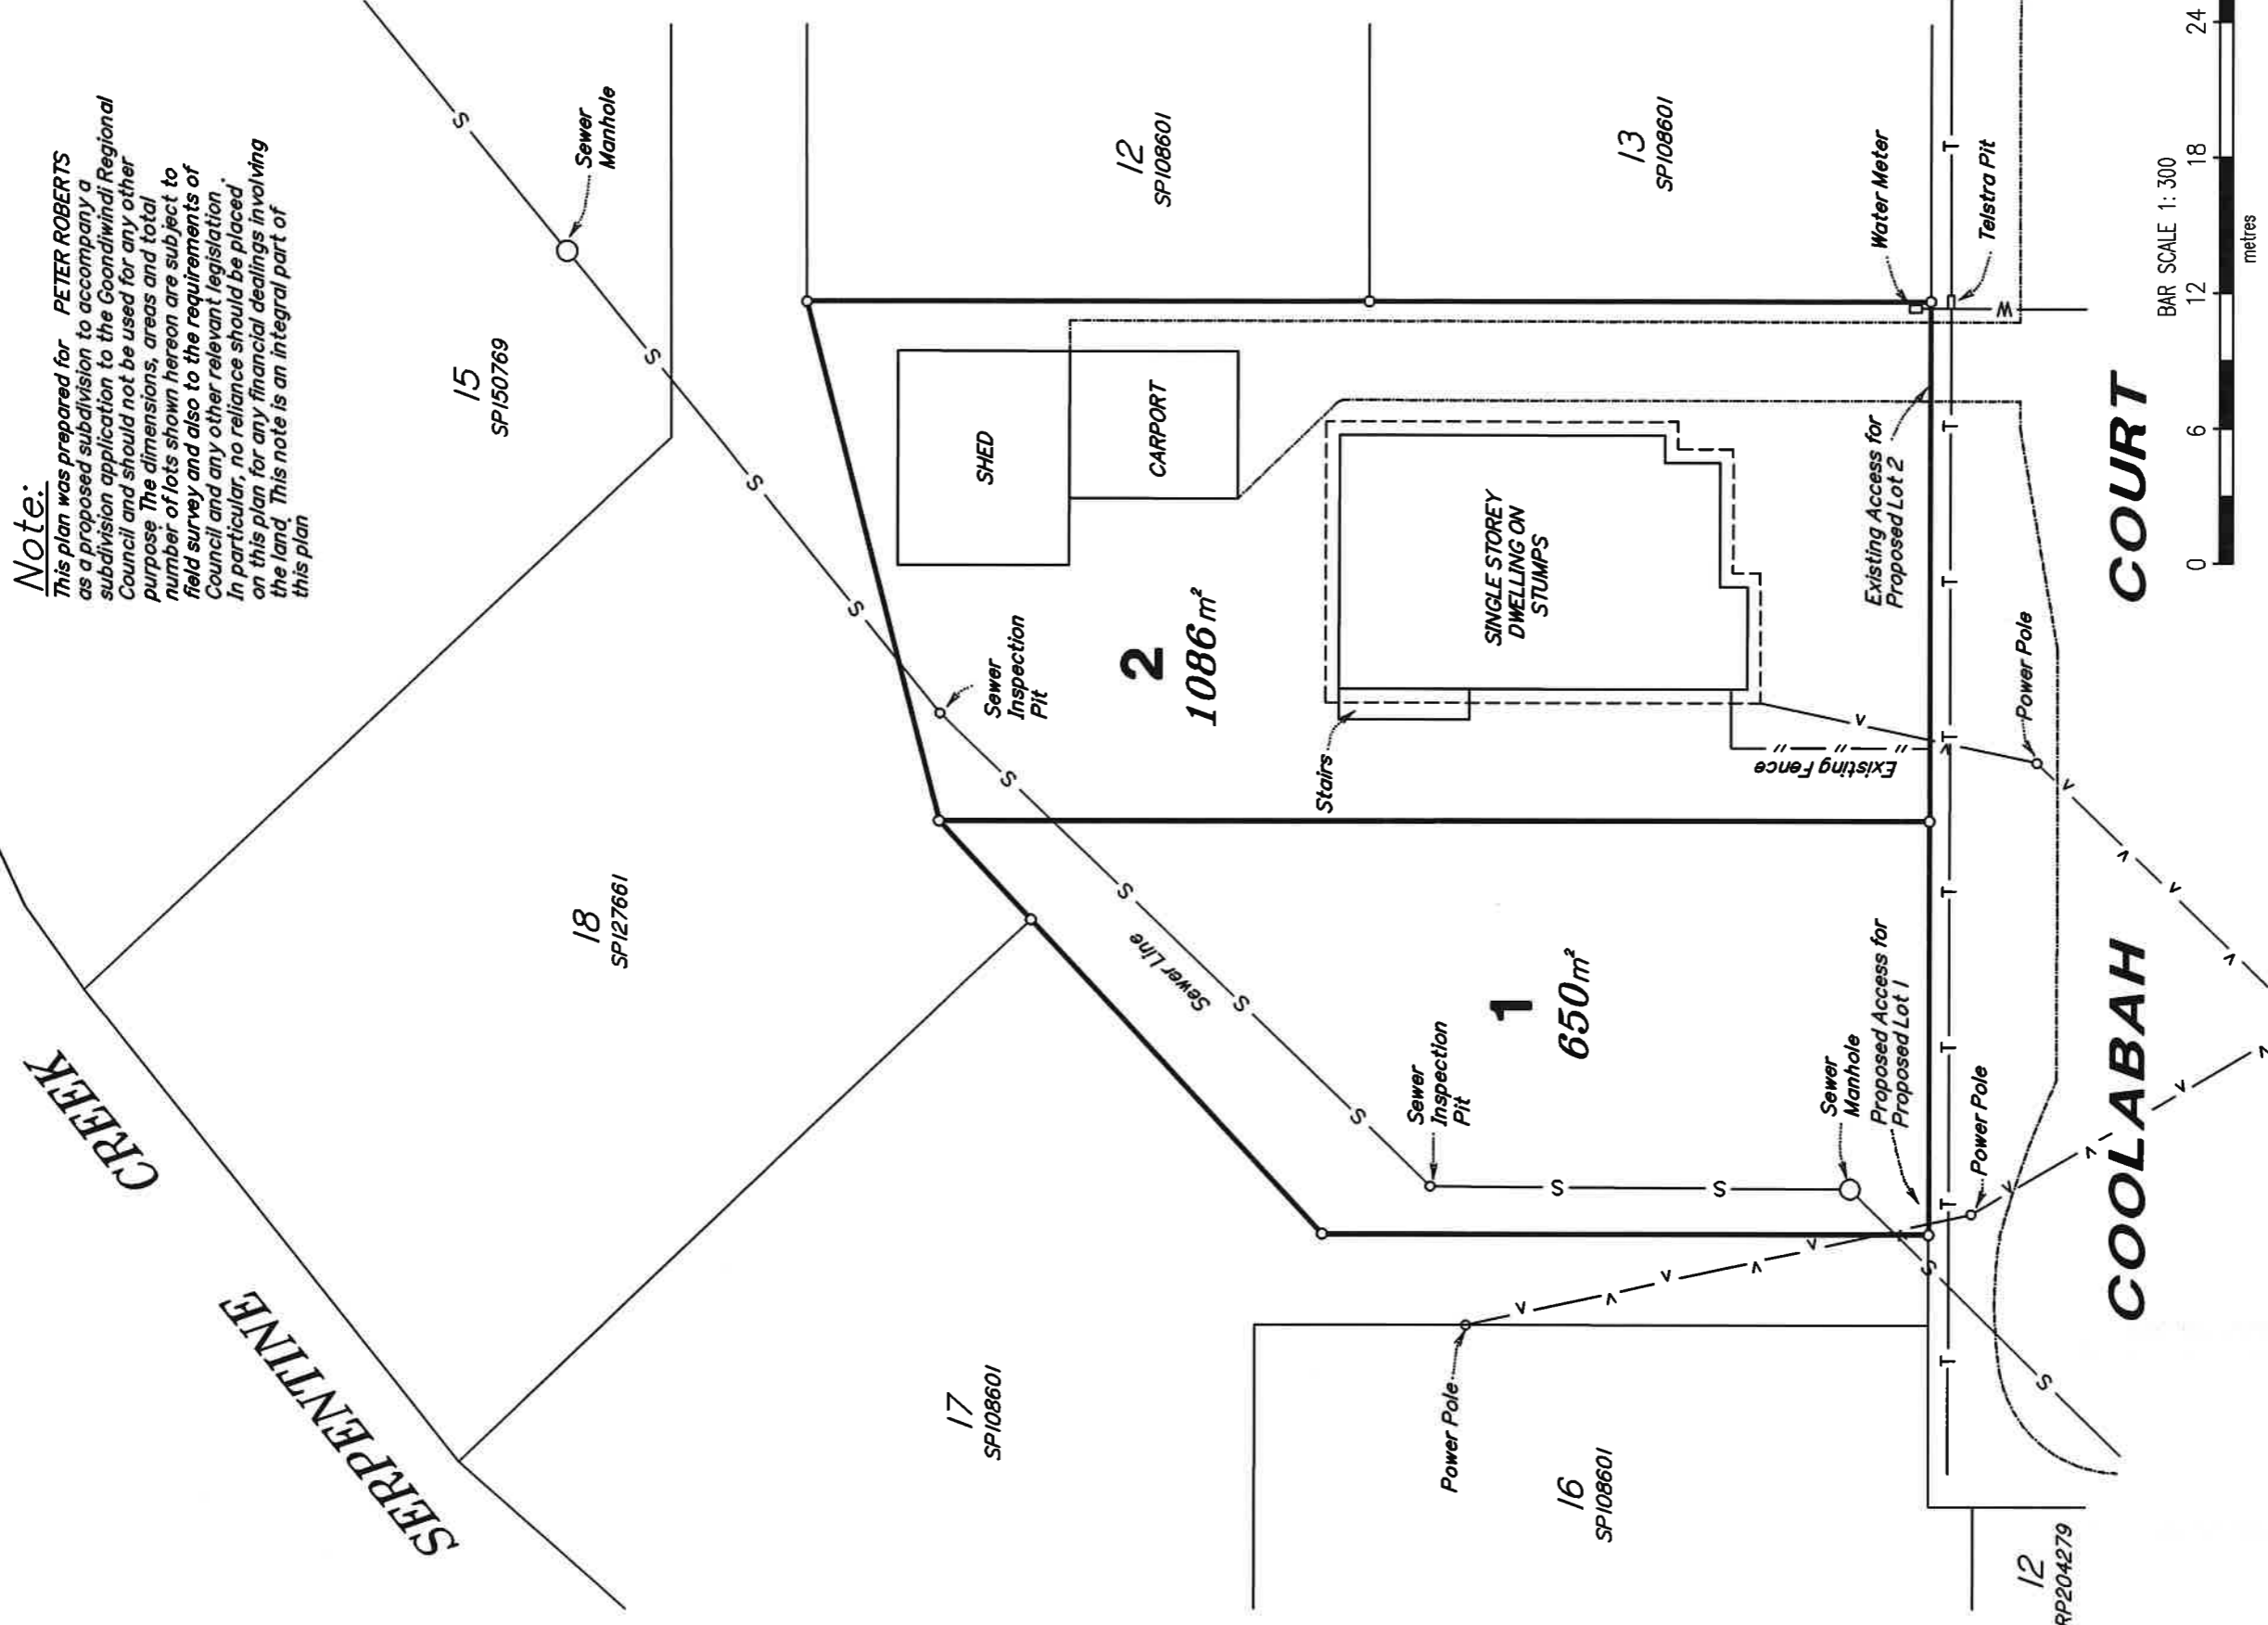 Note:
This plan was prepared for PETER ROBERTS
as a proposed subdivision to accompany a
subdivision application to the Goondiwindi Regional
Council and should not be used for any other
purpose The dimensions, areas and total
number of lots shown hereon are subject to
field survey and also to the requirements of
Council and any other relevant legislation .
In particular, no reliance should be placed
on this plan for any financial dealings involving
the land. This note is an integral part of
this plan
SERPENTINE
CREEK
15
SP150769
Sewer
Manhole
18
SP127661
17
SP108601
16
SP108601
12
RP204279
12
SP108601
13
SP108601
SHED
CARPORT
2
1086m²
Sewer
Inspection
Pit
SINGLE STOREY
DWELLING ON
STUMPS
Stairs
Existing Fence
Sewer Line
1
650m²
Sewer
Inspection
Pit
Sewer
Manhole
Proposed Access for
Proposed Lot 1
Existing Access for
Proposed Lot 2
Power Pole
Power Pole
Power Pole
Water Meter
Telstra Pit
S
S
S
S
S
S
S
S
S
S
S
S
S
S
T
T
T
T
T
T
T
T
W
COOLABAH COURT
BAR SCALE 1: 300
0 6 12 18 24
metres